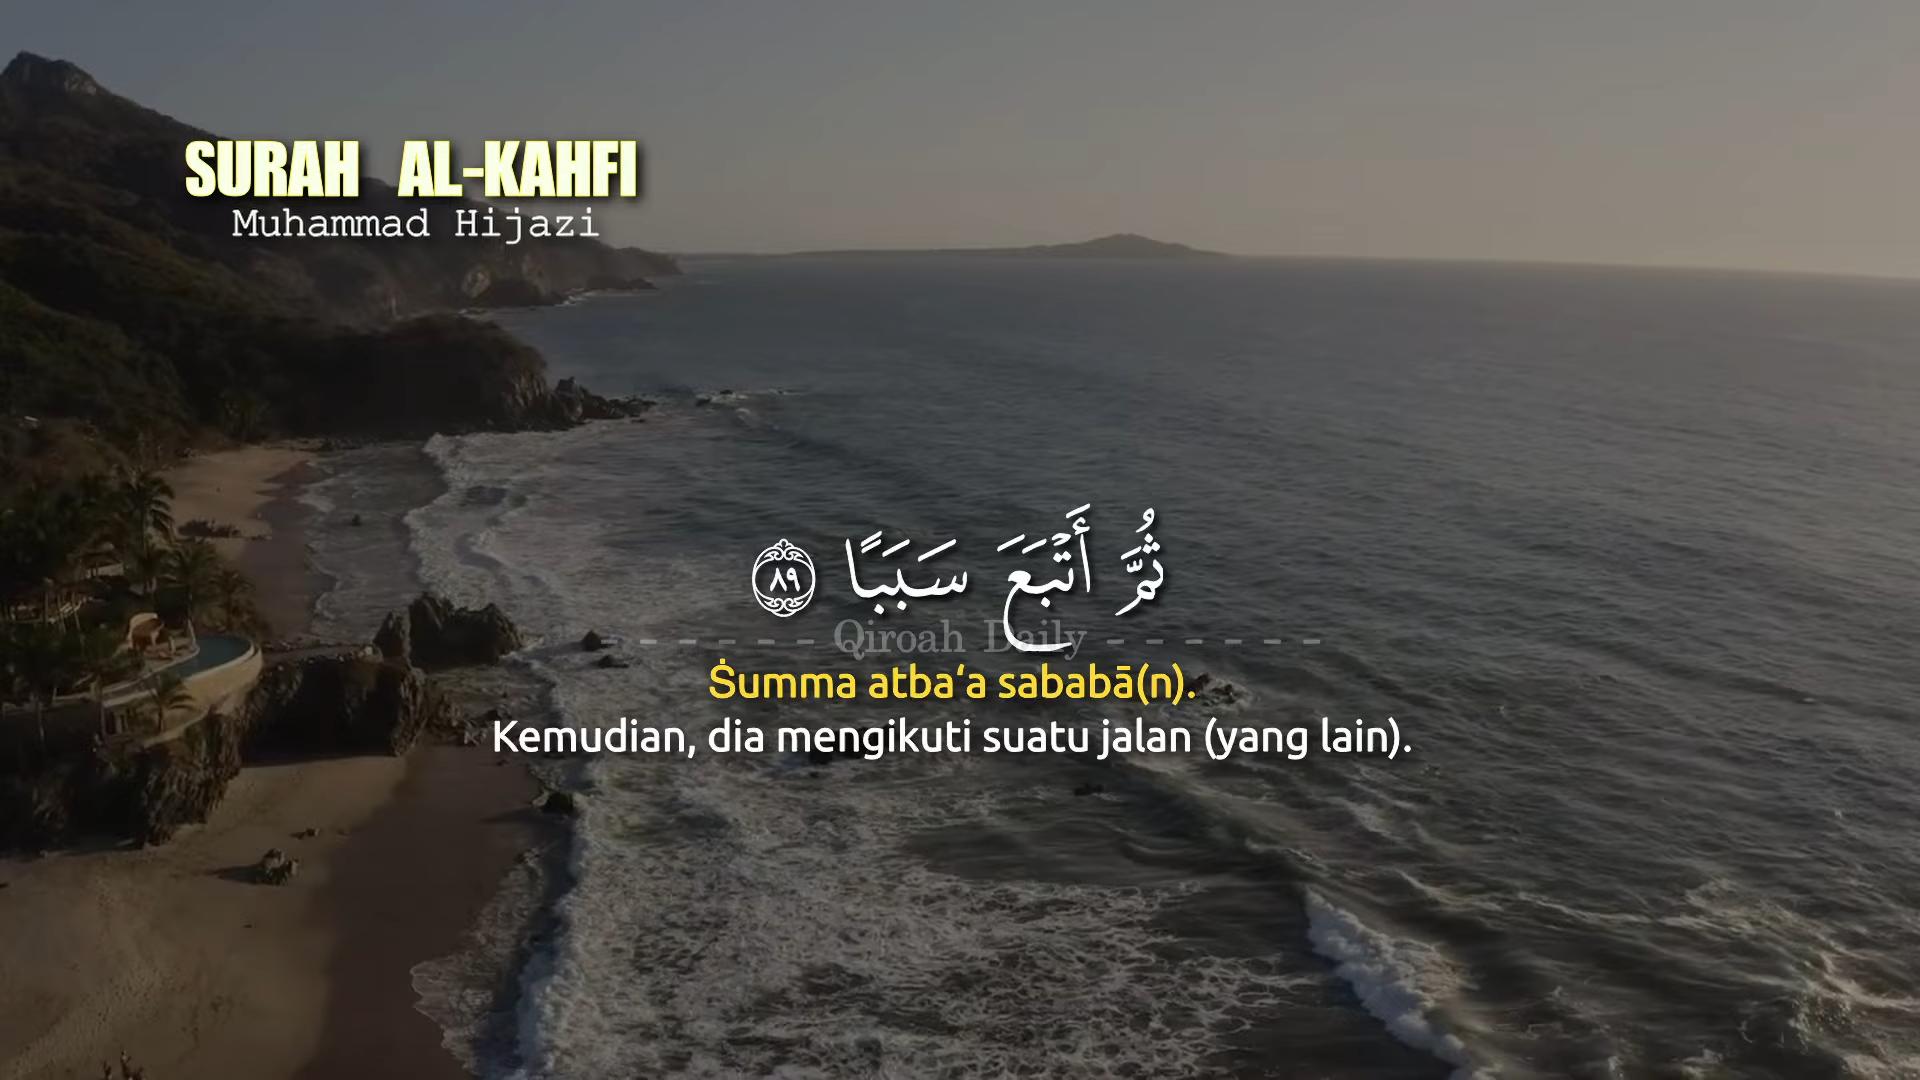 SURAH AL-KAHFI
Muhammad Hijazi
ثُمَّ أَتْبَعَ سَبَبًا ٨٩
Qiroah Daily
Ṡumma atba‘a sababā(n).
Kemudian, dia mengikuti suatu jalan (yang lain).